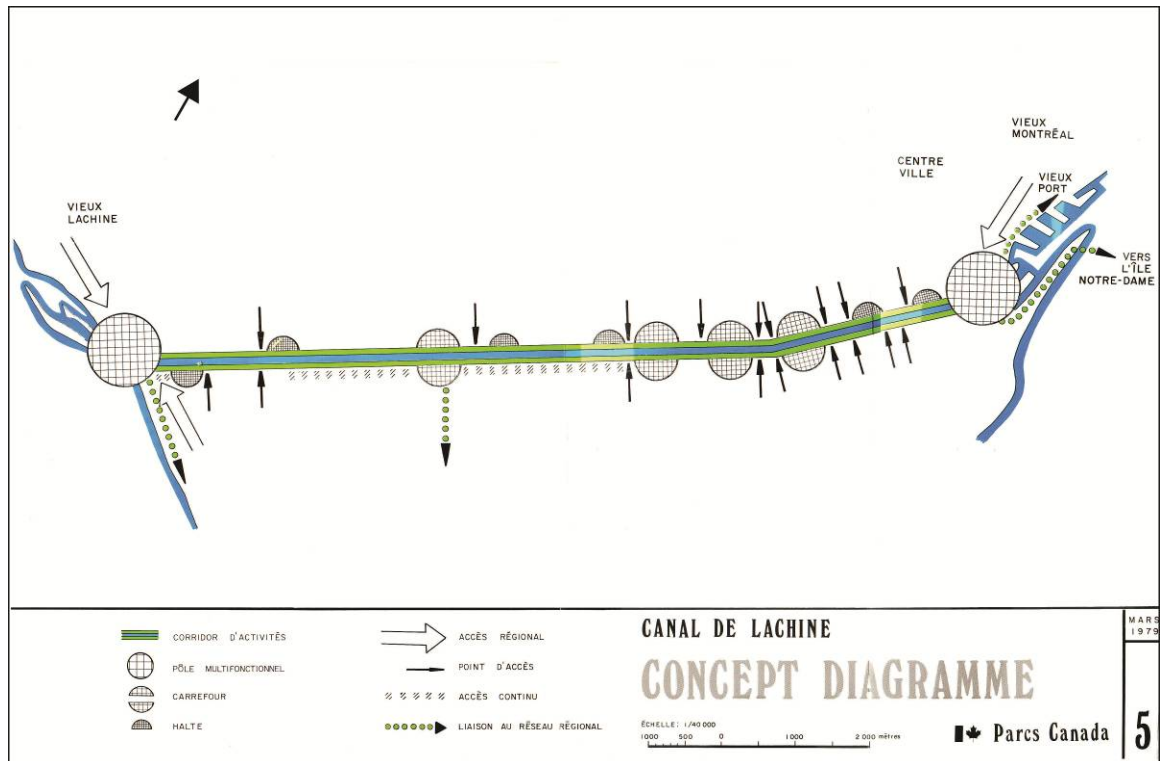 VIEUX
MONTRÉAL
CENTRE
VILLE
VIEUX
PORT
VIEUX
LACHINE
VERS
L'ÎLE
NOTRE-DAME
CORRIDOR D'ACTIVITÉS
PÔLE MULTIFONCTIONNEL
CARREFOUR
HALTE
ACCÈS RÉGIONAL
POINT D'ACCÈS
ACCÈS CONTINU
LIAISON AU RÉSEAU RÉGIONAL
CANAL DE LACHINE
CONCEPT DIAGRAMME
ÉCHELLE: 1/40 000
1000 500 0 1000 2 000 mètres
Parcs Canada
MARS
1979
5